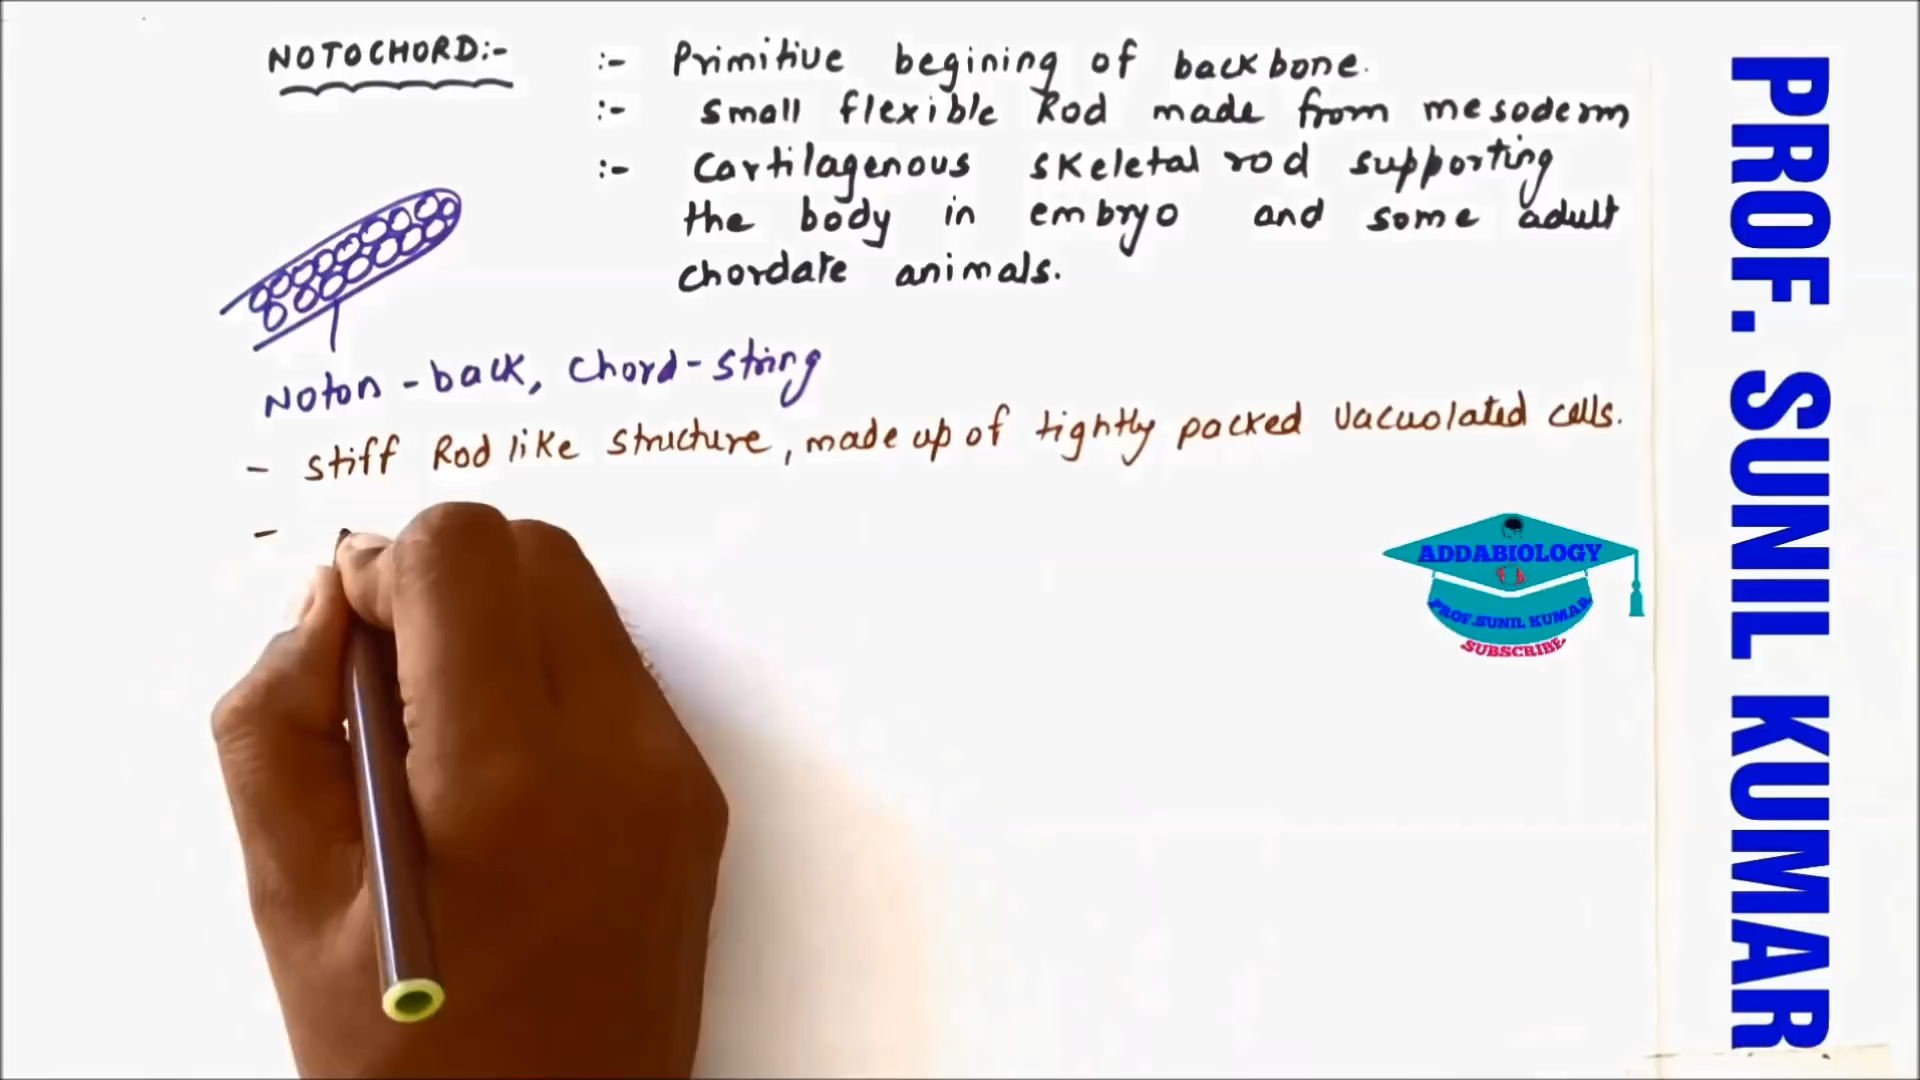 NOTOCHORD:-
:- Primitive begining of backbone.
:- small flexible Rod made from mesoderm
:- Cartilagenous skeletal rod supporting
the body in embryo and some adult
chordate animals.
Noton - back, Chord - string
- stiff Rod like structure, made up of tightly packed vacuolated cells.
-
ADDABIOLOGY
PROF.SUNIL KUMAR
SUBSCRIBE
PROF. SUNIL KUMAR